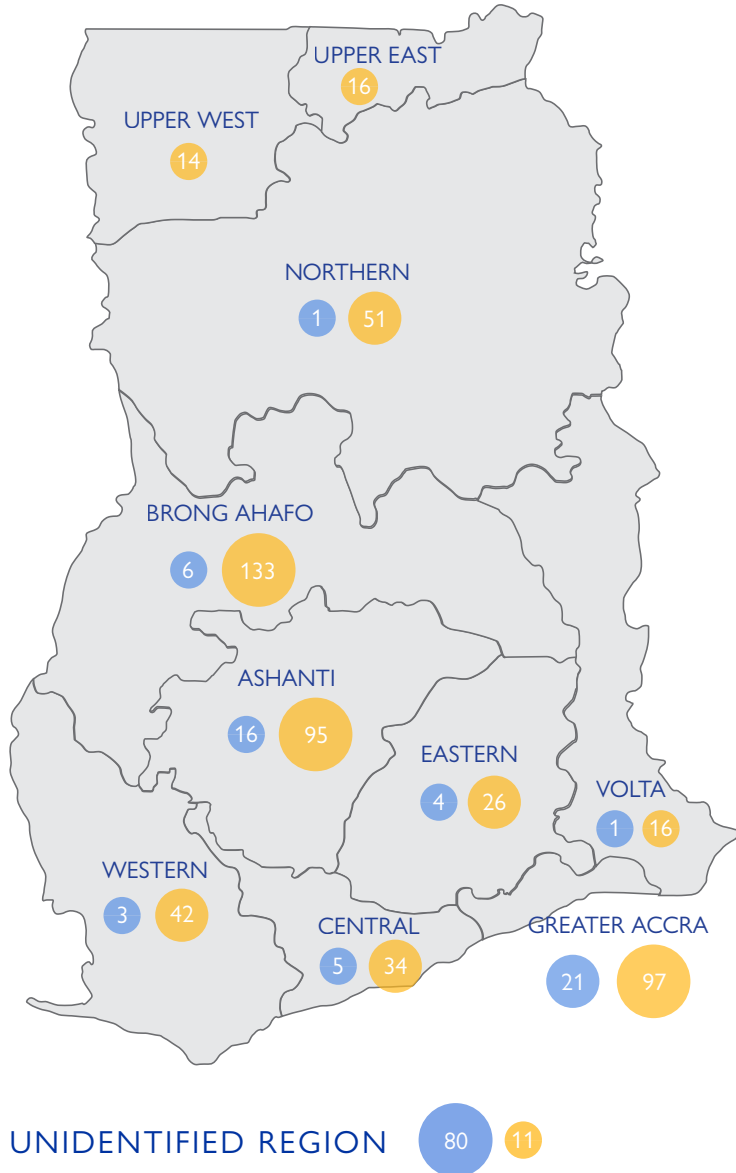 UPPER EAST
16
UPPER WEST
14
NORTHERN
1 51
BRONG AHAFO
6 133
ASHANTI
16 95
EASTERN
4 26
VOLTA
1 16
WESTERN
3 42
CENTRAL
5 34
GREATER ACCRA
21 97
UNIDENTIFIED REGION 80 11